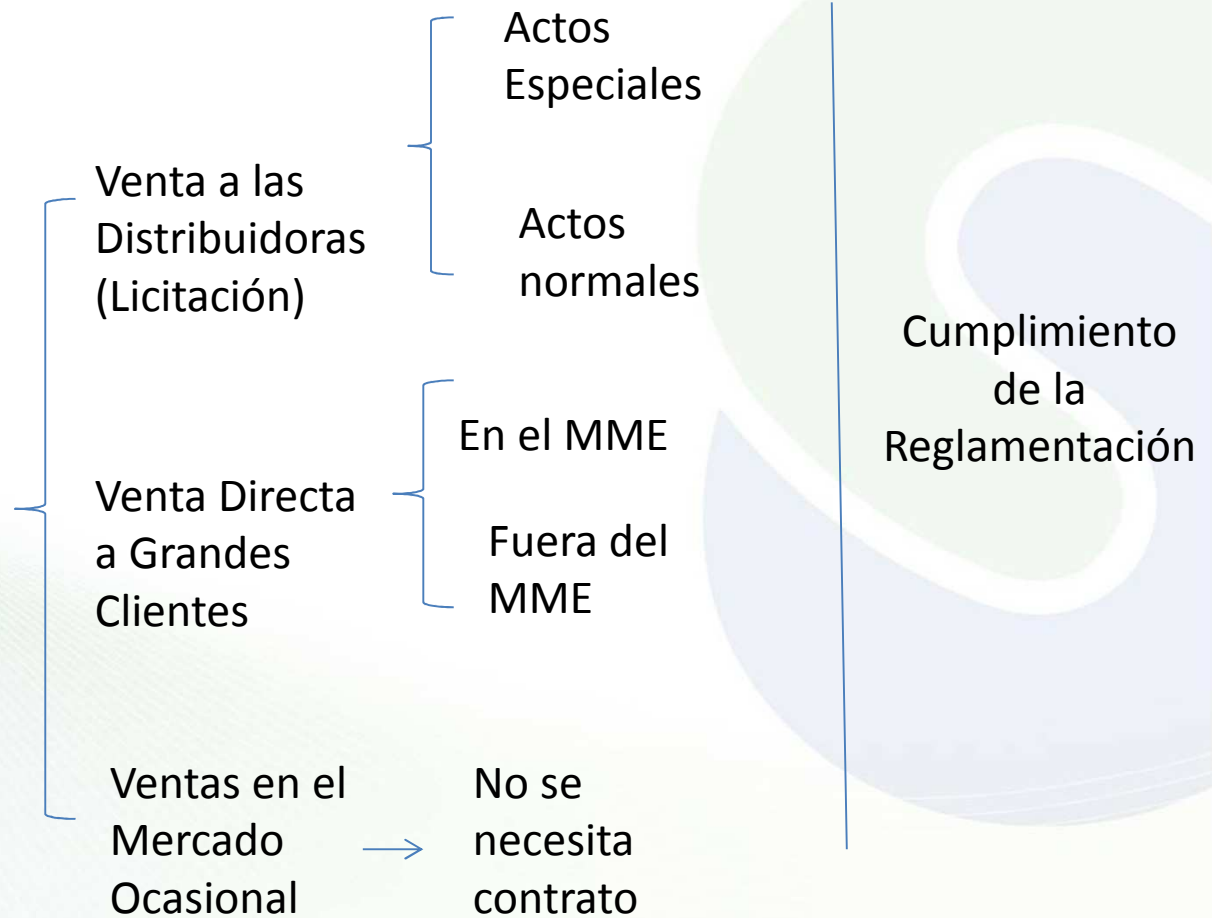 Venta a las
Distribuidoras
(Licitación)
Actos
Especiales
Actos
normales
Venta Directa
a Grandes
Clientes
En el MME
Fuera del
MME
Ventas en el
Mercado
Ocasional
No se
necesita
contrato
Cumplimiento
de la
Reglamentación